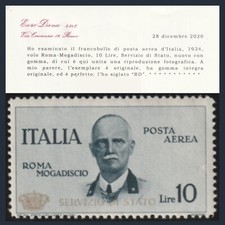 Enzo Diena
28 dicembre 2020
Ho esaminato il francobollo di posta aerea d'Italia, 1934,
volo Roma-Mogadiscio, 10 Lire, Servizio di Stato, nuovo con
gomma, di cui è qui unita una riproduzione fotografica. A
mio parere, l'esemplare è originale, ha gomma integra
originale, ed è perfetto. L'ho siglato "RD".
ITALIA
POSTA
AEREA
ROMA
MOGADISCIO
SERVIZIO DI STATO
Lire 10